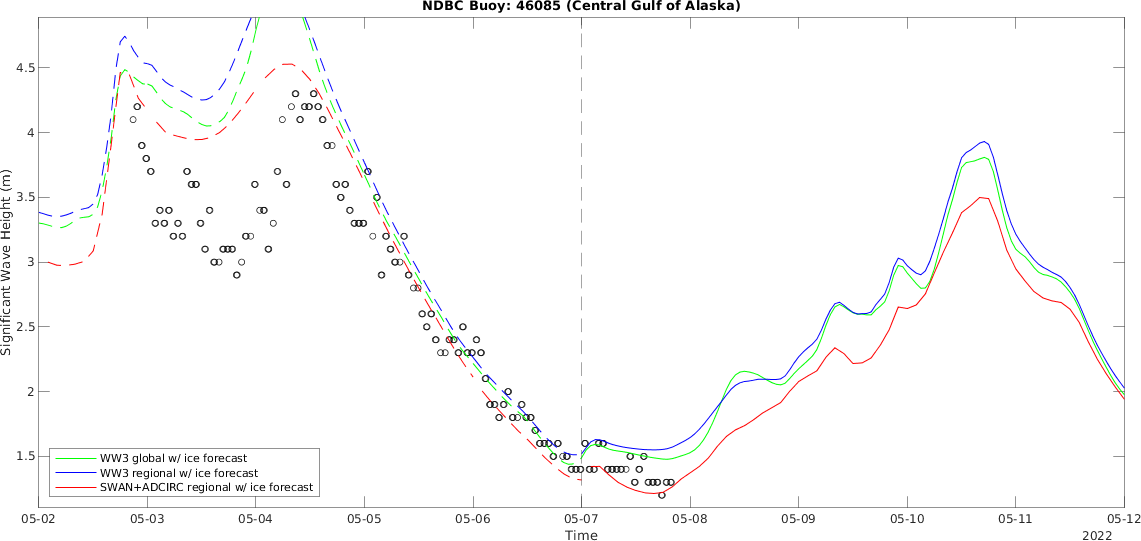 NDBC Buoy: 46085 (Central Gulf of Alaska)
Significant Wave Height (m)
4.5
4
3.5
3
2.5
2
1.5
WW3 global w/ ice forecast
WW3 regional w/ ice forecast
SWAN+ADCIRC regional w/ ice forecast
05-02 05-03 05-04 05-05 05-06 05-07 05-08 05-09 05-10 05-11 05-12
Time
2022